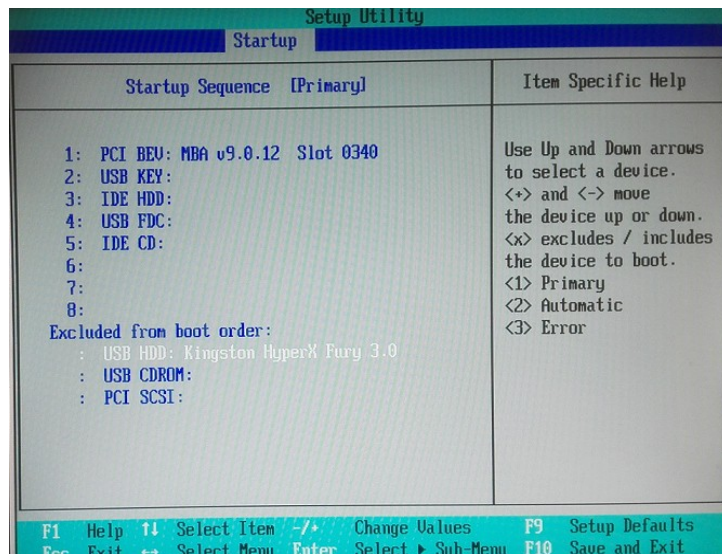 Setup Utility
Startup
Startup Sequence [Primary]
Item Specific Help
1: PCI BEV: MBA v9.0.12 Slot 0340
2: USB KEY:
3: IDE HDD:
4: USB FDC:
5: IDE CD:
6:
7:
8:
Excluded from boot order:
: USB HDD: Kingston HyperX Fury 3.0
: USB CDROM:
: PCI SCSI:
Use Up and Down arrows
to select a device.
<+> and <-> move
the device up or down.
<x> excludes / includes
the device to boot.
<1> Primary
<2> Automatic
<3> Error
F1 Help ↑↓ Select Item -/+ Change Values F9 Setup Defaults
Esc Exit ↔ Select Menu Enter Select ▶ Sub-Menu F10 Save and Exit